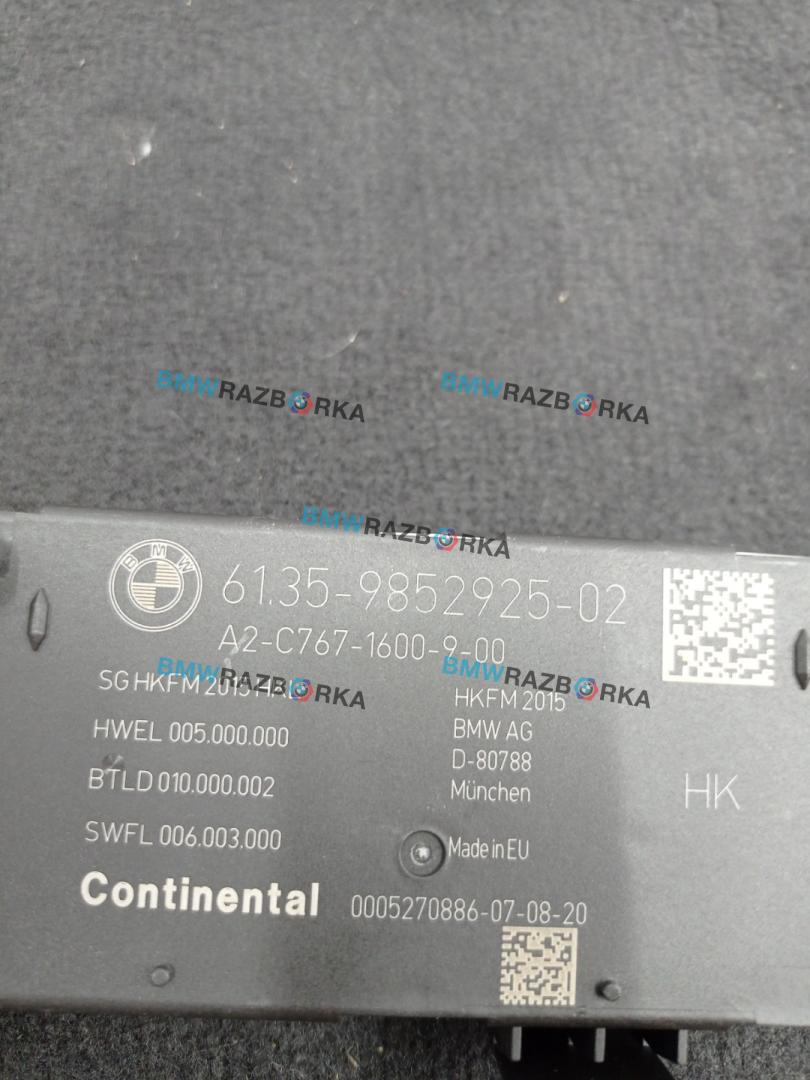 BMWRAZBORKA BMWRAZBORKA
BMWRAZBORKA
BMW
61.35-9852925-02
A2-C767-1600-9-00
BMWRAZBORKA BMWRAZBORKA
SG HKFM 2015
HWEL 005.000.000
BTLD 010.000.002
SWFL 006.003.000
HKFM 2015
BMW AG
D-80788
München
HK
Made in EU
Continental
0005270886-07-08-20